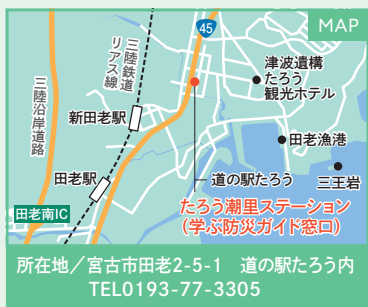 MAP
45
三陸鉄道
リアス線
三陸沿岸道路
津波遺構
たろう
観光ホテル
新田老駅
田老漁港
田老駅
道の駅たろう
三王岩
田老南IC
たろう潮里ステーション
(学ぶ防災ガイド窓口)
所在地／宮古市田老2-5-1 道の駅たろう内
TEL0193-77-3305